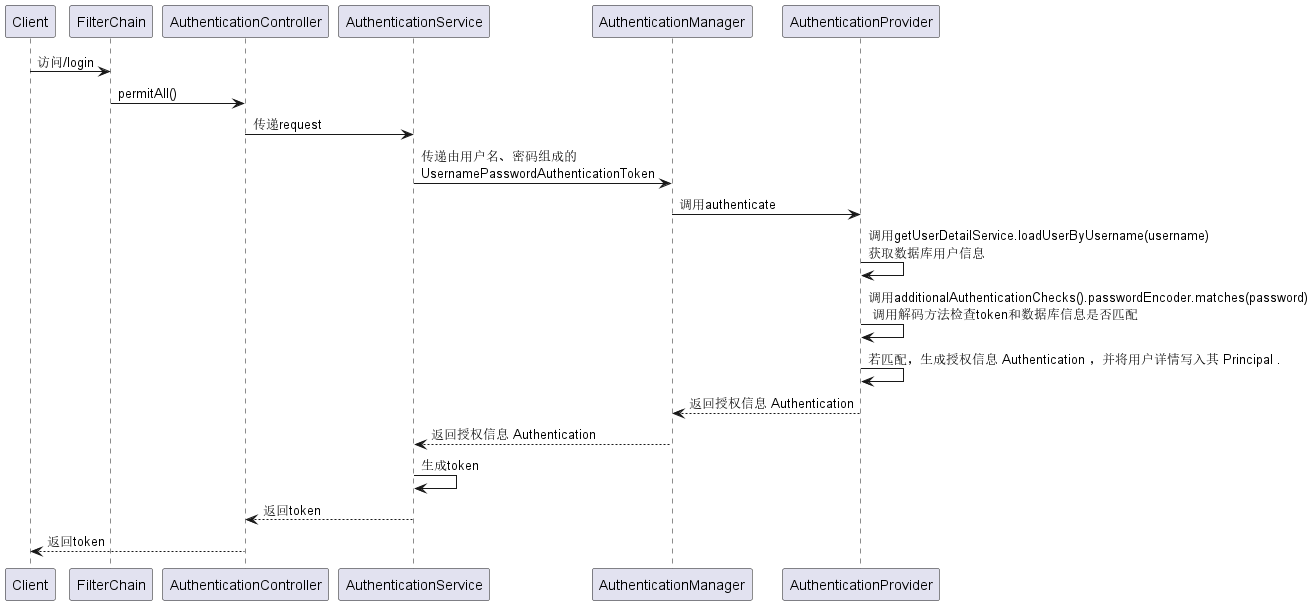 Client
FilterChain
AuthenticationController
AuthenticationService
AuthenticationManager
AuthenticationProvider
访问/login
permitAll()
传递request
传递由用户名、密码组成的
UsernamePasswordAuthenticationToken
调用authenticate
调用getUserDetailService.loadUserByUsername(username)
获取数据库用户信息
调用additionalAuthenticationChecks().passwordEncoder.matches(password)
调用解码方法检查token和数据库信息是否匹配
若匹配，生成授权信息 Authentication ，并将用户详情写入其 Principal .
返回授权信息 Authentication
返回授权信息 Authentication
生成token
返回token
返回token
Client
FilterChain
AuthenticationController
AuthenticationService
AuthenticationManager
AuthenticationProvider